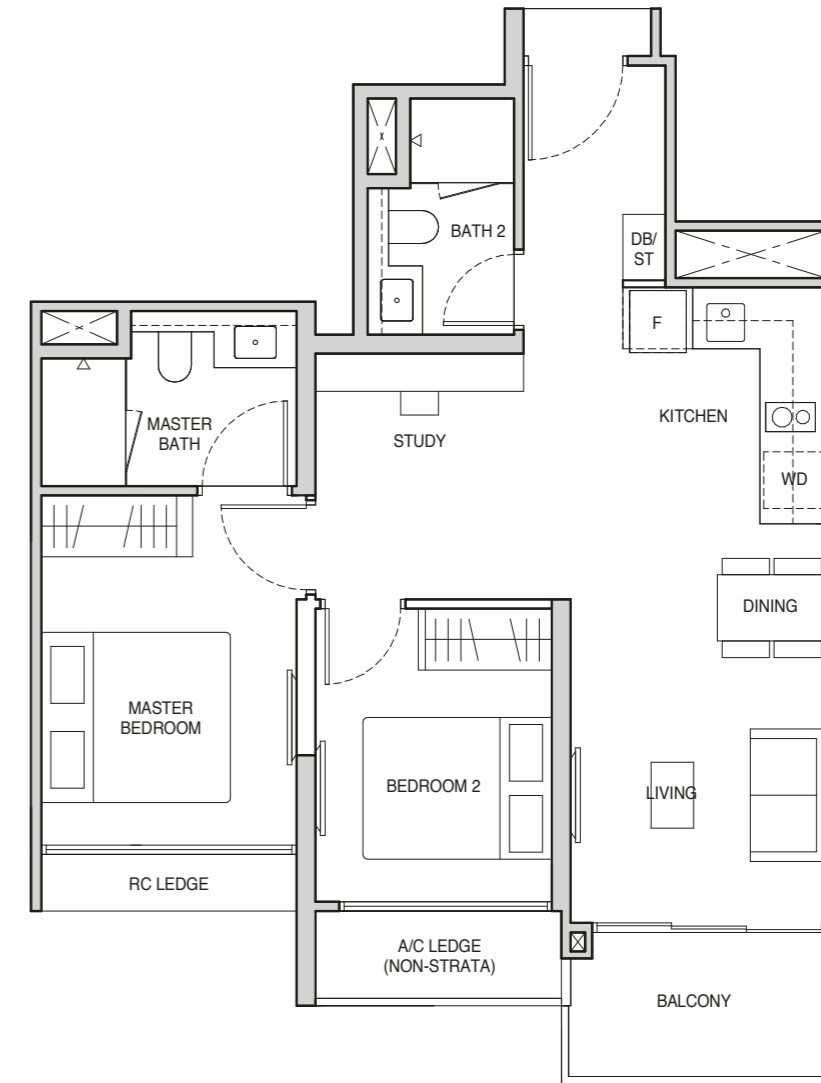 BATH 2
DB/
ST
F
MASTER
BATH
STUDY
KITCHEN
WD
DINING
MASTER
BEDROOM
BEDROOM 2
LIVING
RC LEDGE
A/C LEDGE
(NON-STRATA)
BALCONY